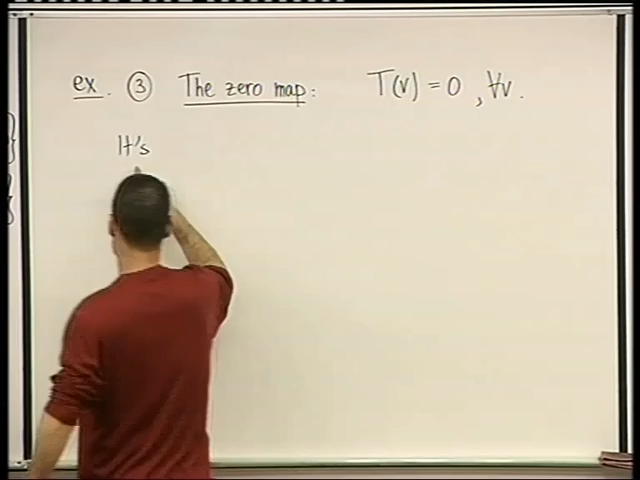 ex. ③ The zero map: T(v) = 0, ∀v.
It's